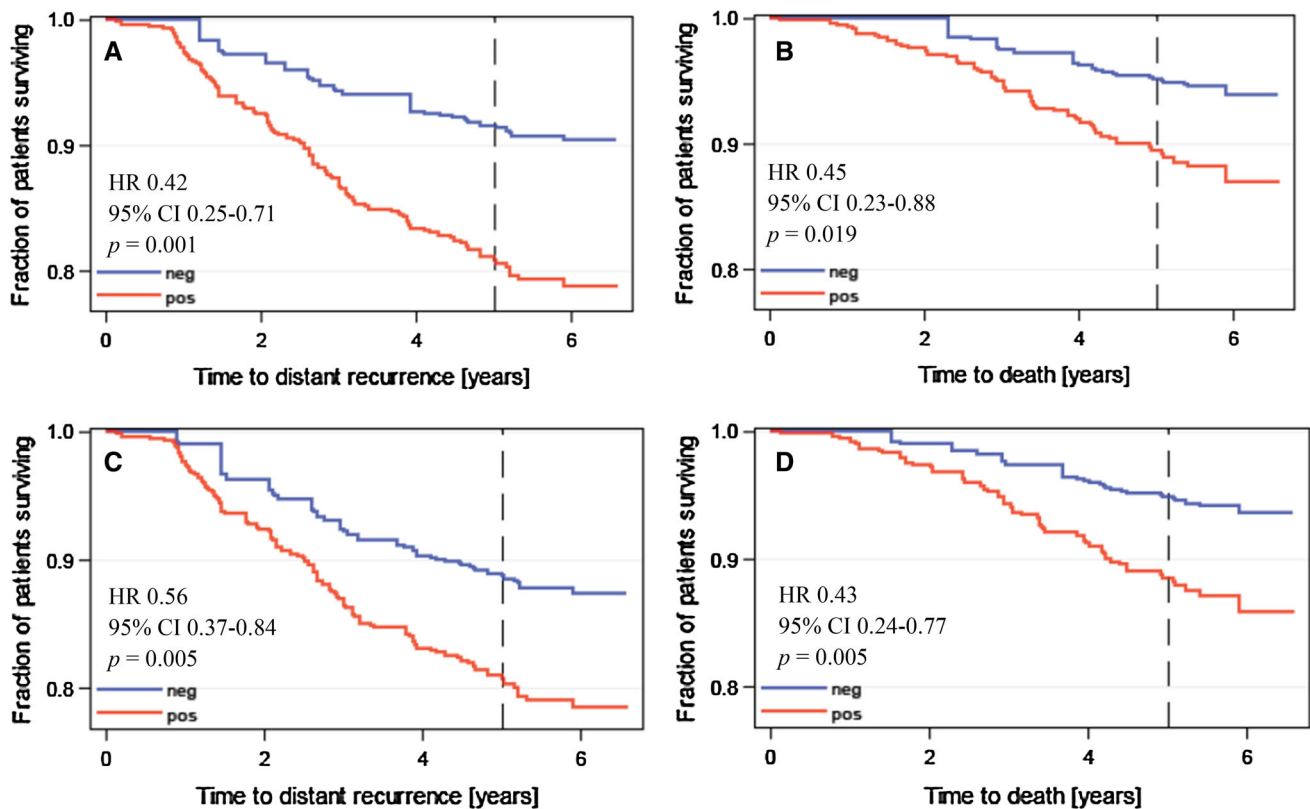 A
Fraction of patients surviving
1.0
0.9
0.8
HR 0.42
95% CI 0.25-0.71
p = 0.001
neg
pos
0 2 4 6
Time to distant recurrence [years]
B
Fraction of patients surviving
1.0
0.9
0.8
HR 0.45
95% CI 0.23-0.88
p = 0.019
neg
pos
0 2 4 6
Time to death [years]
C
Fraction of patients surviving
1.0
0.9
0.8
HR 0.56
95% CI 0.37-0.84
p = 0.005
neg
pos
0 2 4 6
Time to distant recurrence [years]
D
Fraction of patients surviving
1.0
0.9
0.8
HR 0.43
95% CI 0.24-0.77
p = 0.005
neg
pos
0 2 4 6
Time to death [years]